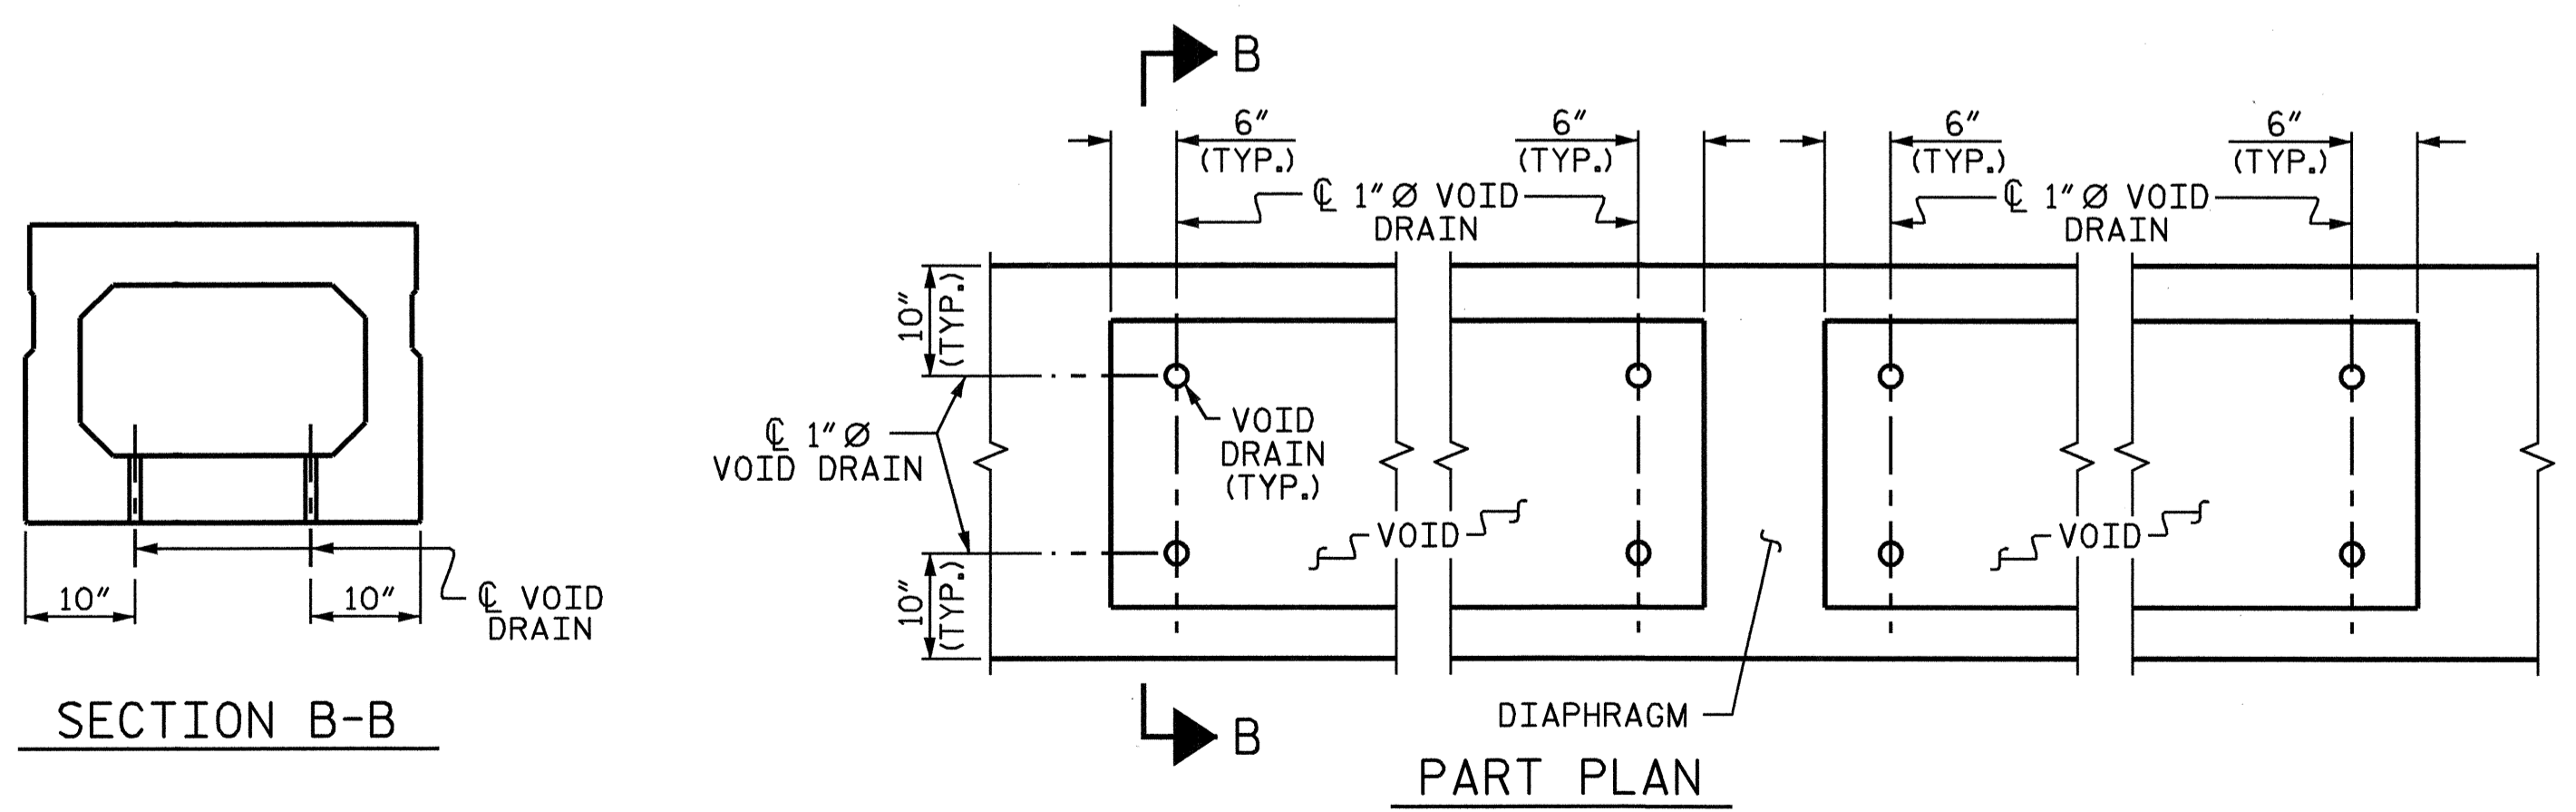 B
6" 6" 6" 6"
(TYP.) (TYP.) (TYP.) (TYP.)
℄ 1" Ø VOID
DRAIN
℄ 1" Ø VOID
DRAIN
10"
(TYP.)
℄ 1" Ø
VOID DRAIN
VOID
DRAIN
(TYP.)
VOID
VOID
10"
(TYP.)
10" 10"
℄ VOID
DRAIN
SECTION B-B
DIAPHRAGM
B
PART PLAN